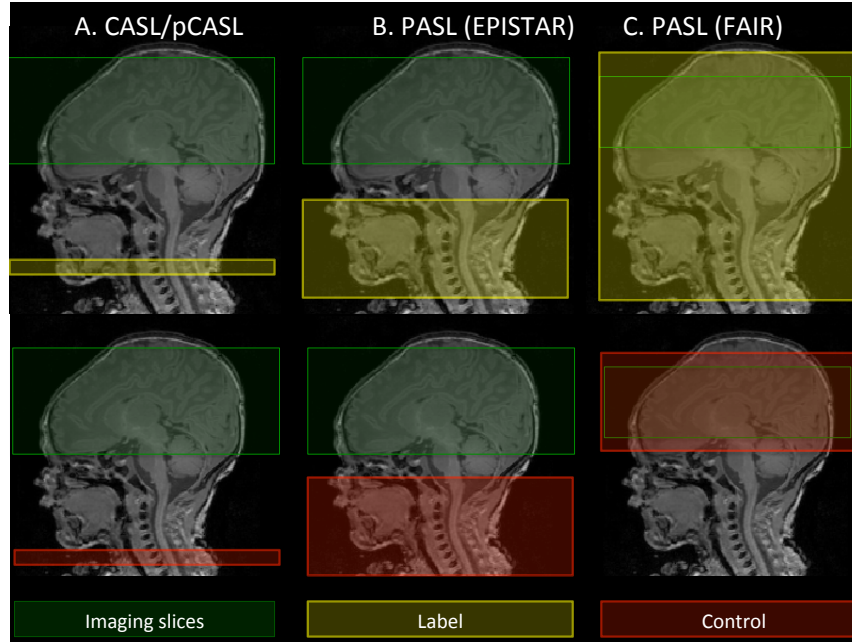 A. CASL/pCASL
B. PASL (EPISTAR)
C. PASL (FAIR)
Imaging slices
Label
Control